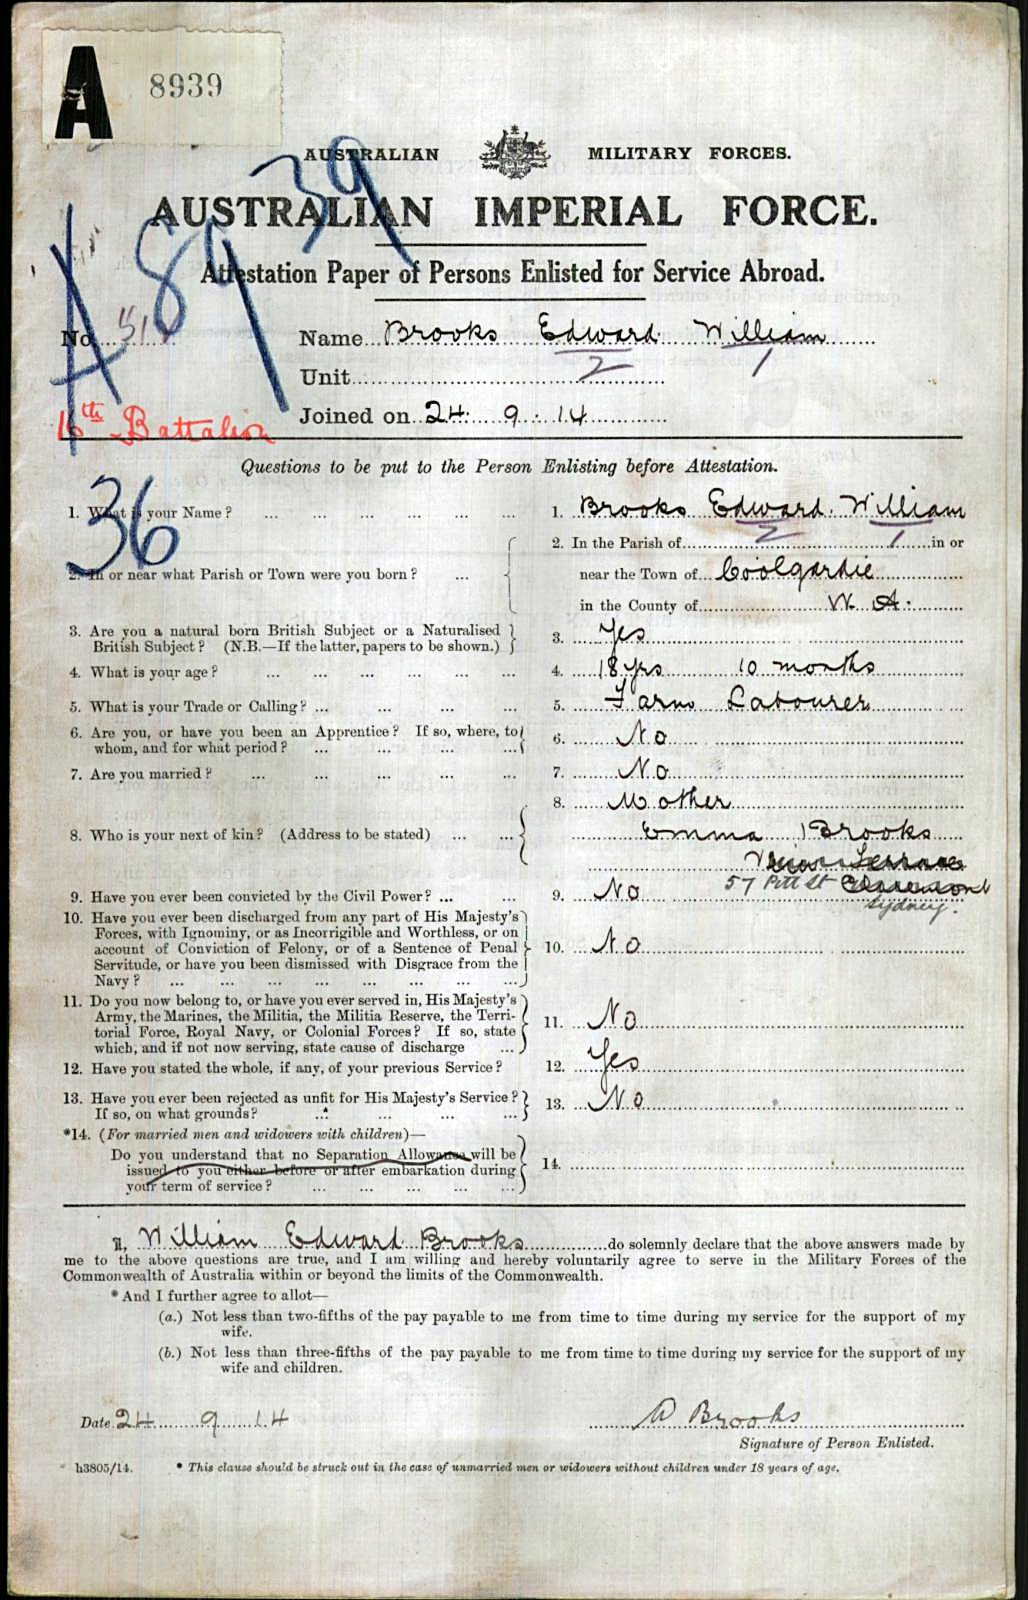 A 8939
AUSTRALIAN MILITARY FORCES.
AUSTRALIAN IMPERIAL FORCE.
A 8939
Attestation Paper of Persons Enlisted for Service Abroad.
No. Name Brooks Edward William
2 1
Unit
Joined on 24. 9. 14
16th Battalion
36
Questions to be put to the Person Enlisting before Attestation.
1. What is your Name? ... 1. Brooks Edward. William
2 1
2. In the Parish of in or
2. In or near what Parish or Town were you born? ... near the Town of Coolgardie
in the County of W. A.
3. Are you a natural born British Subject or a Naturalised
British Subject? (N.B.—If the latter, papers to be shown.) 3. Yes
4. What is your age? ... 4. 18 yrs 10 months
5. What is your Trade or Calling? ... 5. Farm Labourer
6. Are you, or have you been an Apprentice? If so, where, to
whom, and for what period? ... 6. No
7. Are you married? ... 7. No
8. Mother
8. Who is your next of kin? (Address to be stated) ... Emma Brooks
Terrace
57 Pitt St Claremont
Sydney.
9. Have you ever been convicted by the Civil Power? ... 9. No
10. Have you ever been discharged from any part of His Majesty's
Forces, with Ignominy, or as Incorrigible and Worthless, or on
account of Conviction of Felony, or of a Sentence of Penal 10. No
Servitude, or have you been dismissed with Disgrace from the
Navy? ...
11. Do you now belong to, or have you ever served in, His Majesty's
Army, the Marines, the Militia, the Militia Reserve, the Terri-
torial Force, Royal Navy, or Colonial Forces? If so, state 11. No
which, and if not now serving, state cause of discharge ...
12. Have you stated the whole, if any, of your previous Service? 12. Yes
13. Have you ever been rejected as unfit for His Majesty's Service?
If so, on what grounds? ... 13. No
*14. (For married men and widowers with children)—
Do you understand that no Separation Allowance will be
issued to you either before or after embarkation during 14.
your term of service? ...
I, William Edward Brooks do solemnly declare that the above answers made by
me to the above questions are true, and I am willing and hereby voluntarily agree to serve in the Military Forces of the
Commonwealth of Australia within or beyond the limits of the Commonwealth.
* And I further agree to allot—
(a.) Not less than two-fifths of the pay payable to me from time to time during my service for the support of my
wife.
(b.) Not less than three-fifths of the pay payable to me from time to time during my service for the support of my
wife and children.
Date 24 9 14 Brooks
Signature of Person Enlisted.
h3805/14. * This clause should be struck out in the case of unmarried men or widowers without children under 18 years of age.